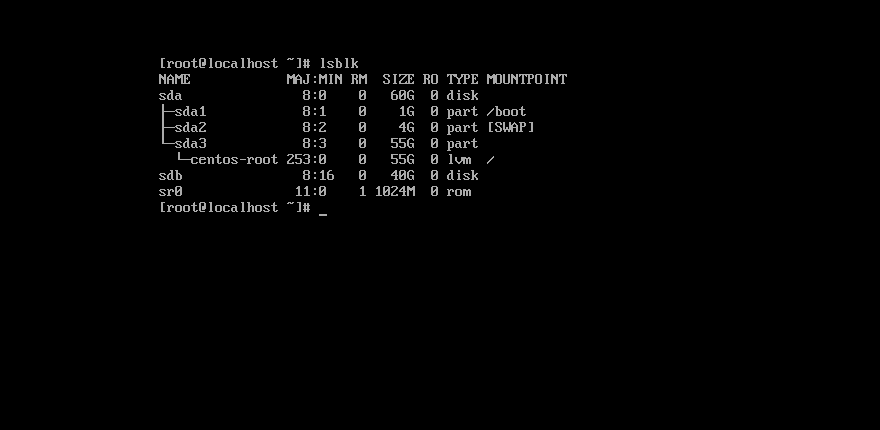 [root@localhost ~]# lsblk
NAME            MAJ:MIN RM  SIZE RO TYPE MOUNTPOINT
sda               8:0    0   60G  0 disk
├─sda1            8:1    0    1G  0 part /boot
├─sda2            8:2    0    4G  0 part [SWAP]
└─sda3            8:3    0   55G  0 part
  └─centos-root 253:0    0   55G  0 lvm  /
sdb               8:16   0   40G  0 disk
sr0              11:0    1 1024M  0 rom
[root@localhost ~]# _